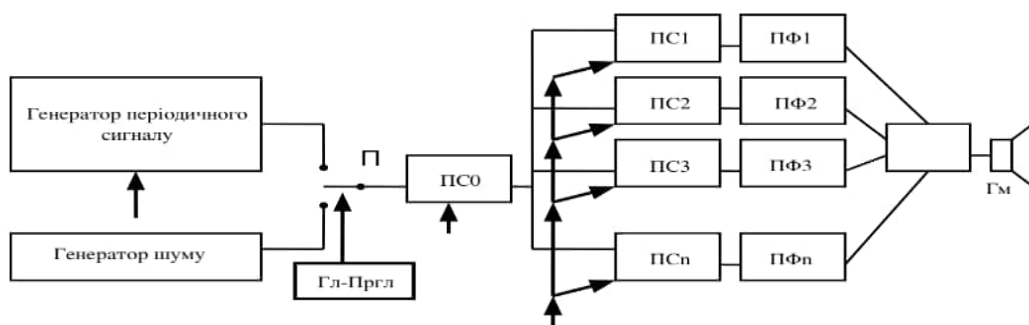 Генератор періодичного
сигналу
Генератор шуму
П
Гл-Пргл
ПС0
ПС1
ПФ1
ПС2
ПФ2
ПС3
ПФ3
ПСn
ПФn
Гм